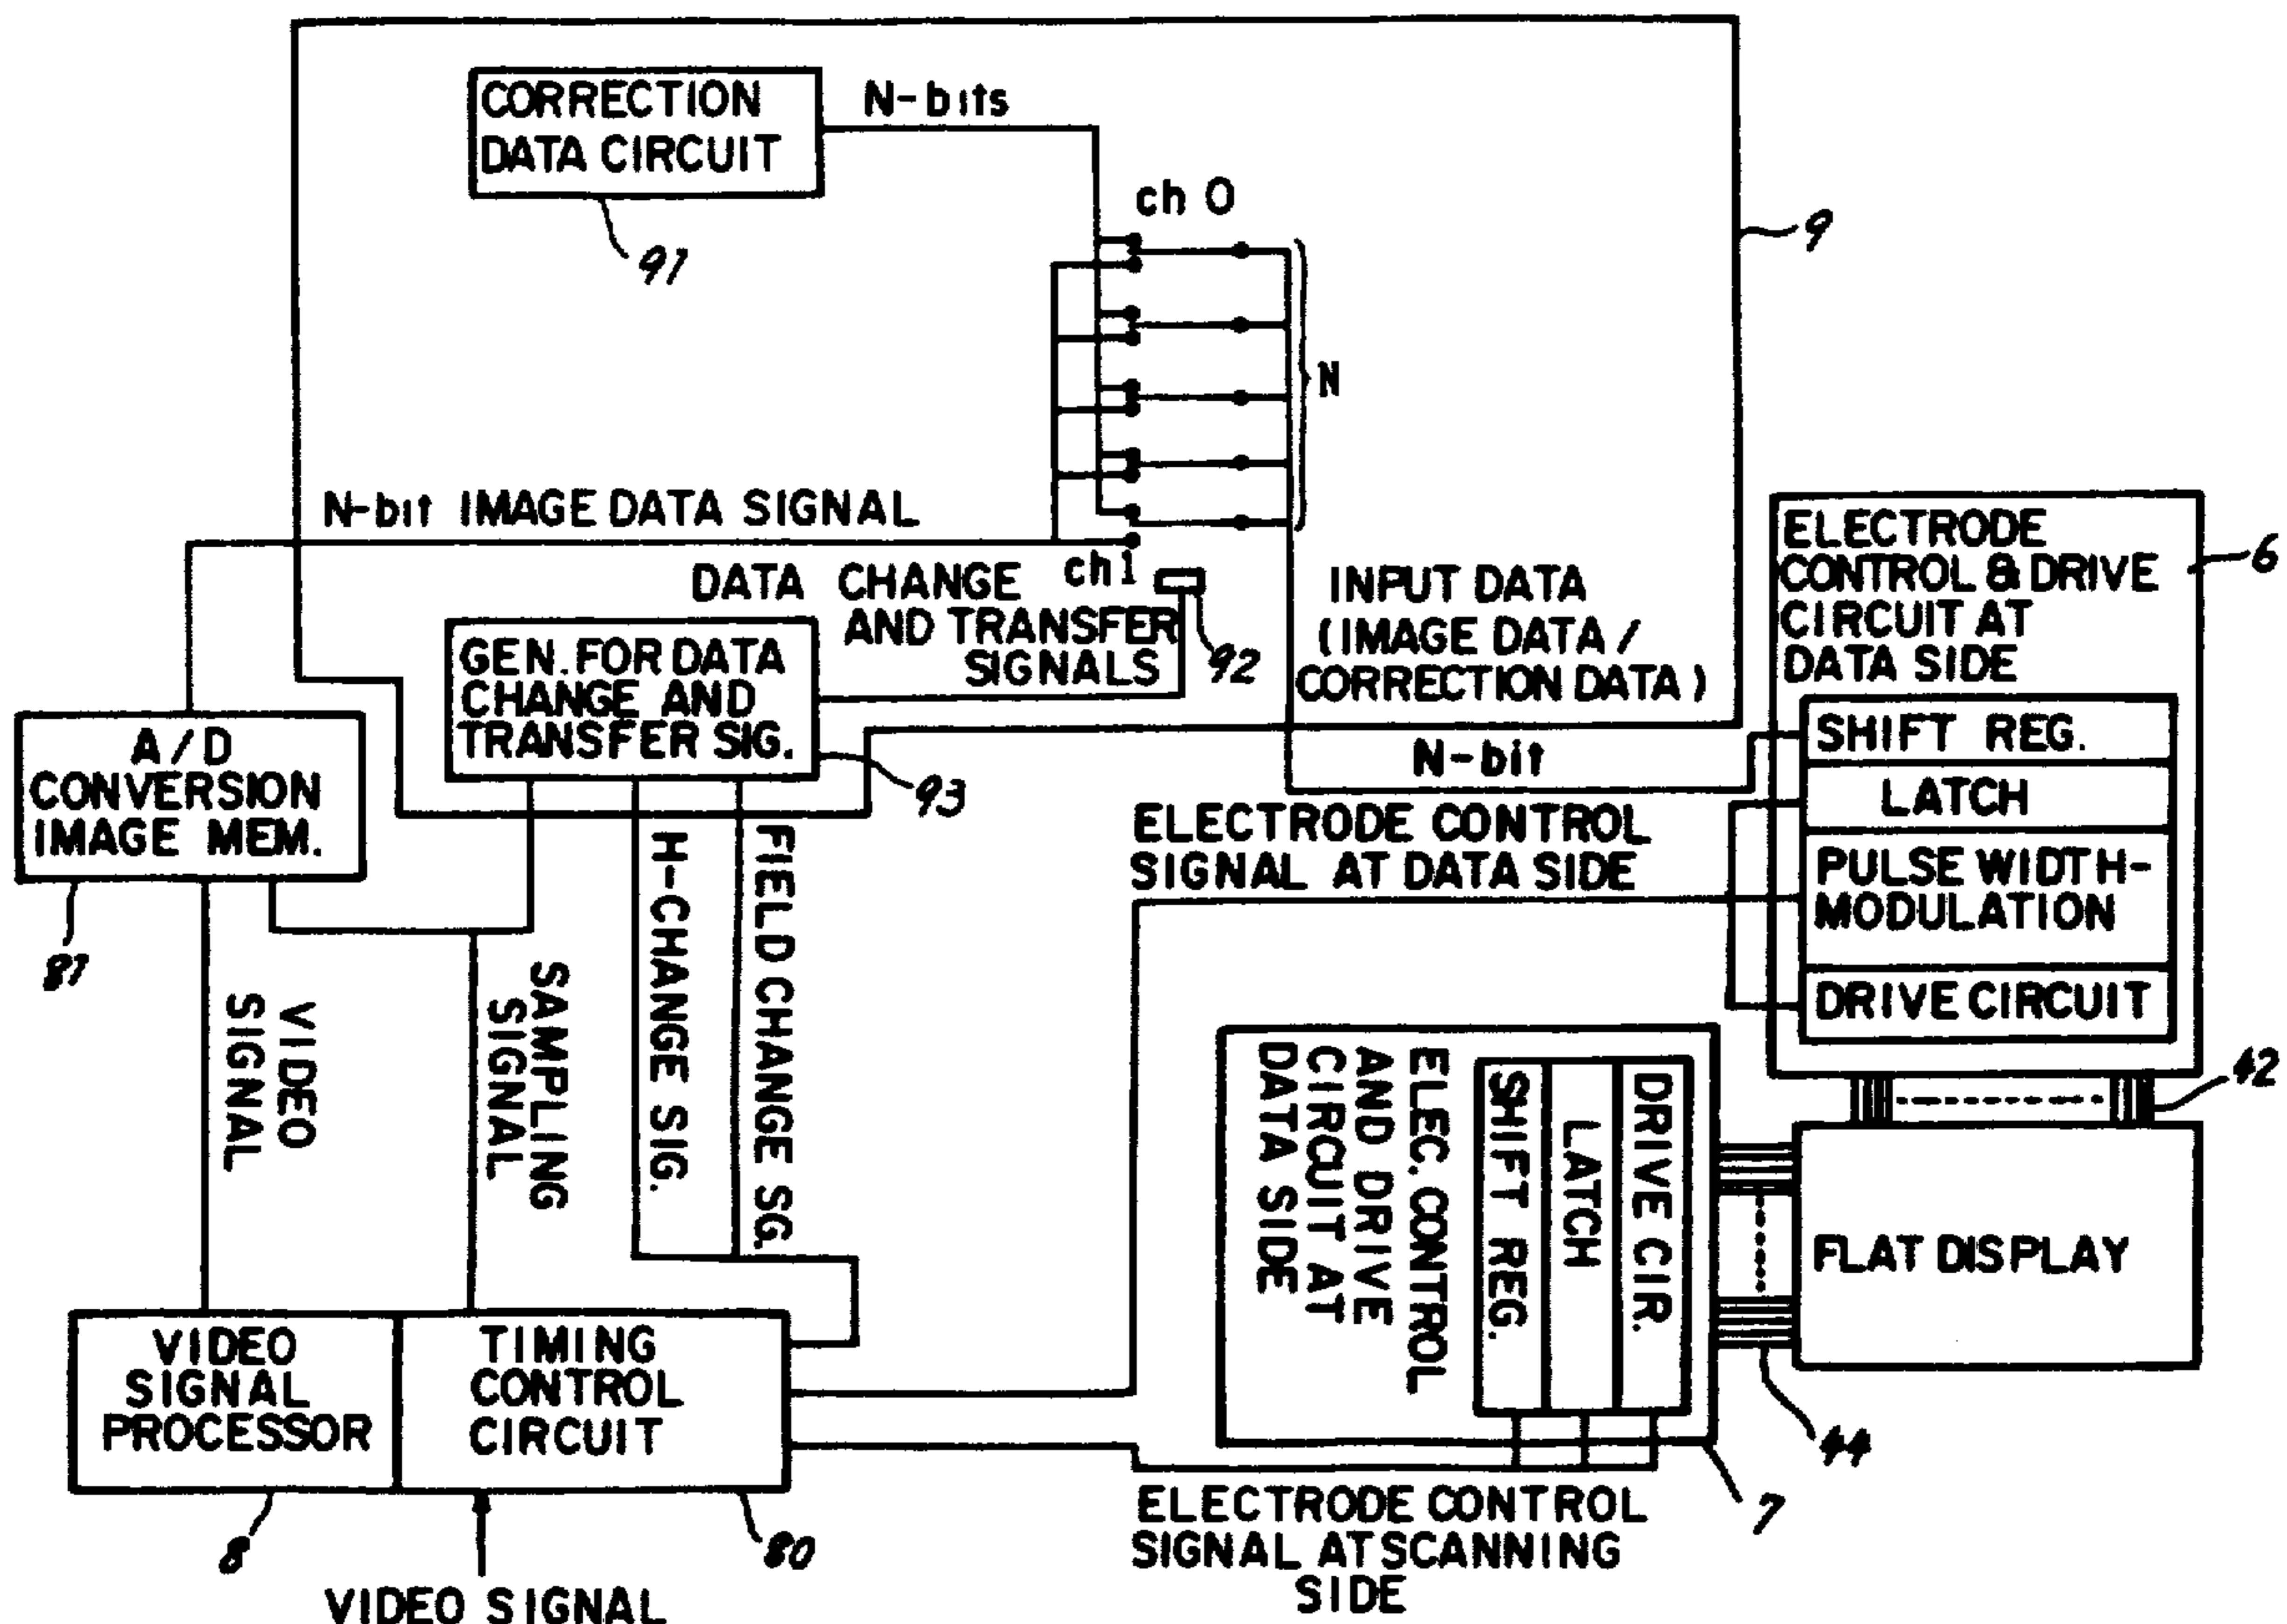 CORRECTION
DATA CIRCUIT
N-bits
ch 0
91
9
N
N-bit IMAGE DATA SIGNAL
ch1
DATA CHANGE
AND TRANSFER
SIGNALS
92
GEN. FOR DATA
CHANGE AND
TRANSFER SIG.
93
INPUT DATA
(IMAGE DATA /
CORRECTION DATA)
N-bit
ELECTRODE
CONTROL & DRIVE
CIRCUIT AT
DATA SIDE
6
SHIFT REG.
LATCH
PULSE WIDTH-
MODULATION
DRIVE CIRCUIT
A/D
CONVERSION
IMAGE MEM.
81
ELECTRODE CONTROL
SIGNAL AT DATA SIDE
VIDEO
SIGNAL
SAMPLING
SIGNAL
H-CHANGE SIG.
FIELD CHANGE SG.
ELEC. CONTROL
AND DRIVE
CIRCUIT AT
DATA SIDE
SHIFT REG.
LATCH
DRIVE CIR.
42
FLAT DISPLAY
44
7
VIDEO
SIGNAL
PROCESSOR
TIMING
CONTROL
CIRCUIT
8
80
VIDEO SIGNAL
ELECTRODE CONTROL
SIGNAL AT SCANNING
SIDE